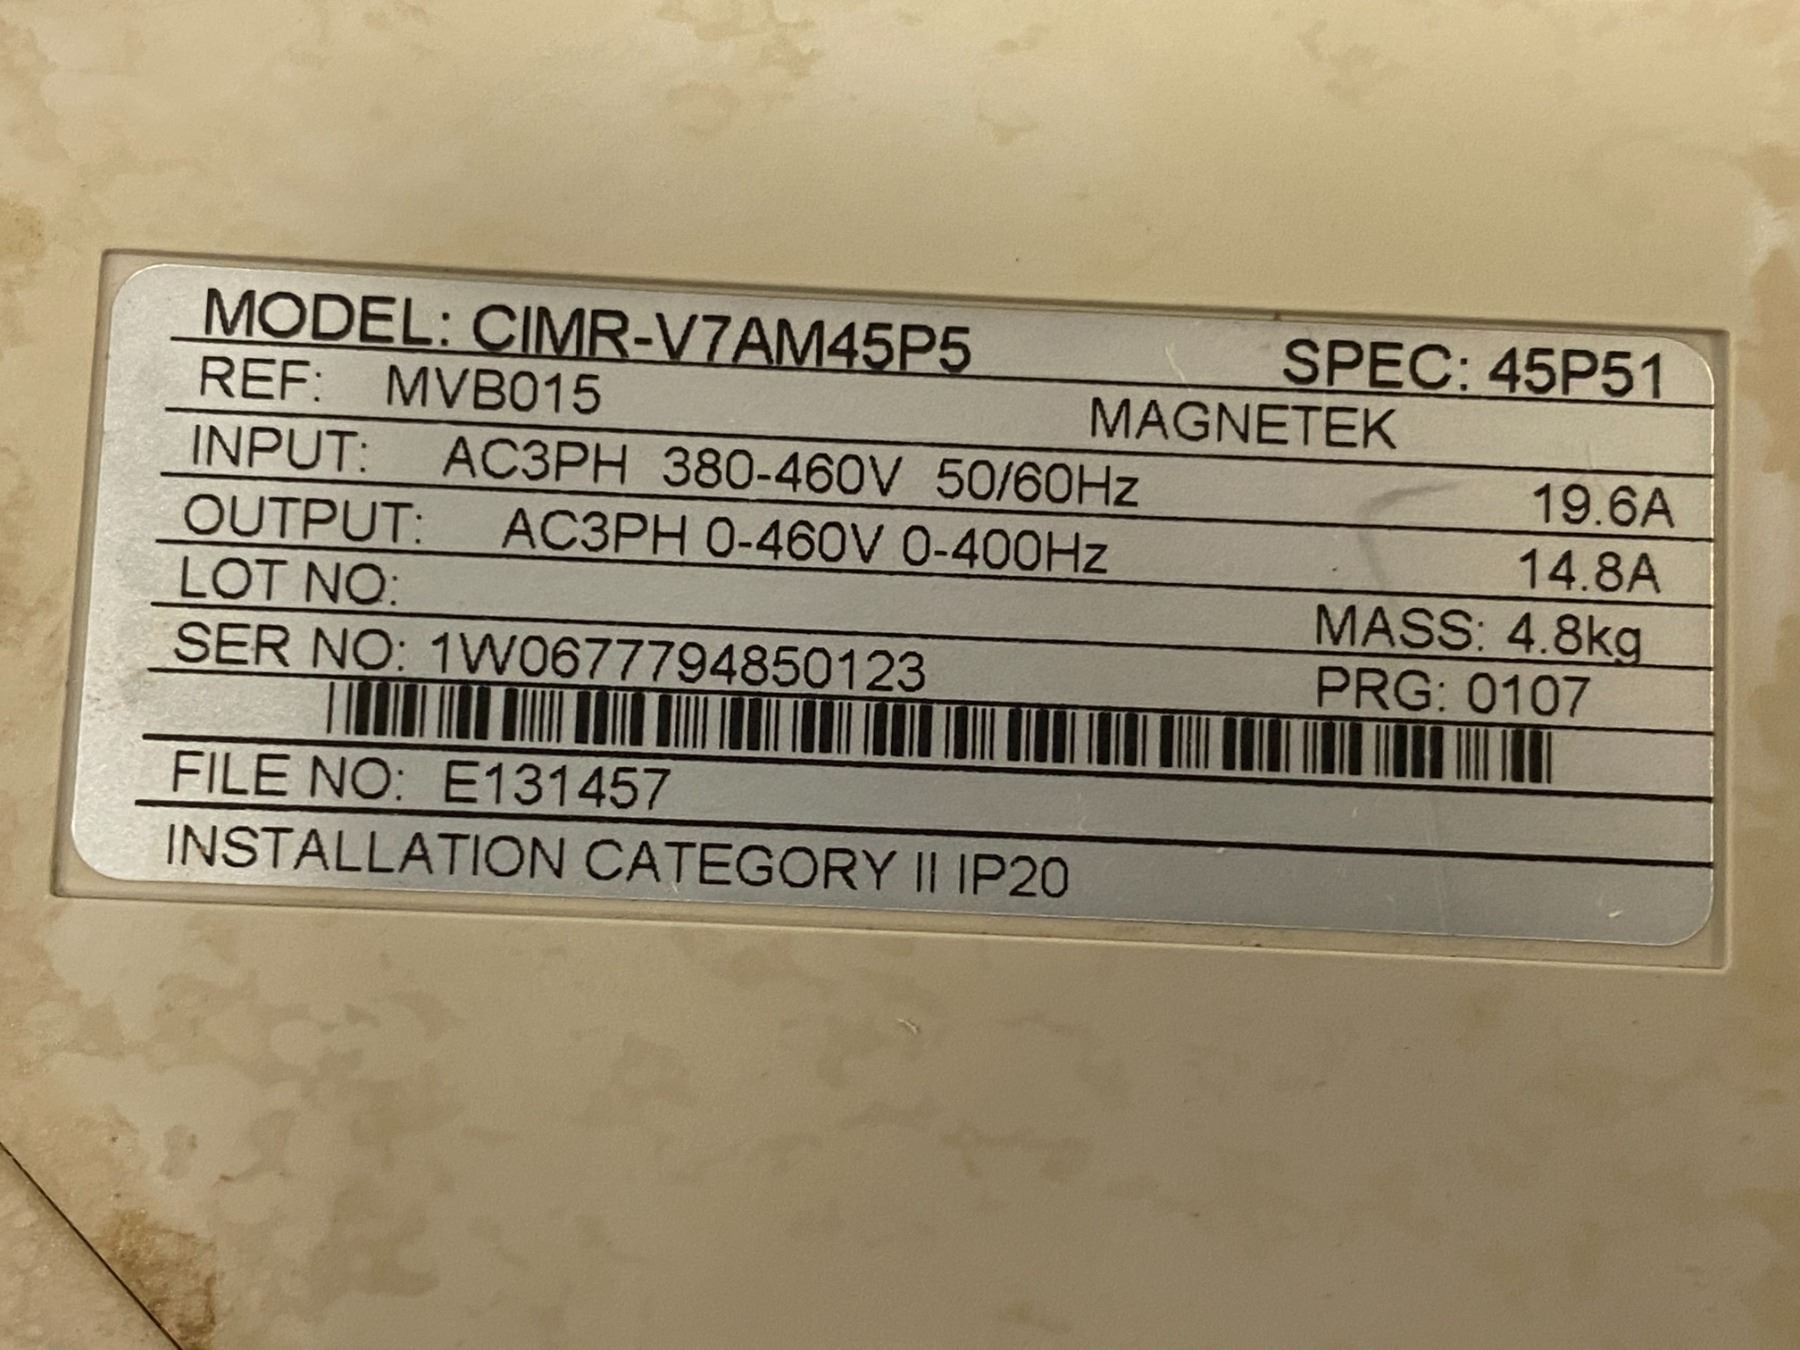 MODEL: CIMR-V7AM45P5 SPEC: 45P51
REF: MVB015 MAGNETEK
INPUT: AC3PH 380-460V 50/60Hz 19.6A
OUTPUT: AC3PH 0-460V 0-400Hz 14.8A
LOT NO: MASS: 4.8kg
SER NO: 1W0677794850123 PRG: 0107
FILE NO: E131457
INSTALLATION CATEGORY II IP20